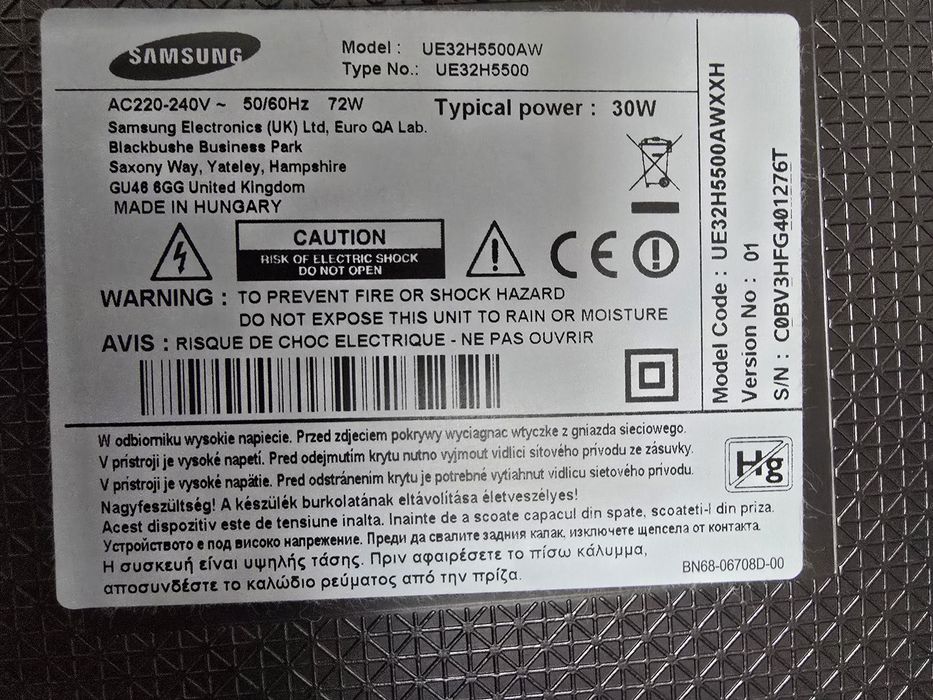 SAMSUNG
Model : UE32H5500AW
Type No.: UE32H5500
AC220-240V ~ 50/60Hz 72W Typical power : 30W
Samsung Electronics (UK) Ltd, Euro QA Lab.
Blackbushe Business Park
Saxony Way, Yateley, Hampshire
GU46 6GG United Kingdom
MADE IN HUNGARY
CAUTION
RISK OF ELECTRIC SHOCK
DO NOT OPEN
CE
WARNING : TO PREVENT FIRE OR SHOCK HAZARD
DO NOT EXPOSE THIS UNIT TO RAIN OR MOISTURE
AVIS : RISQUE DE CHOC ELECTRIQUE - NE PAS OUVRIR
Model Code : UE32H5500AWXXH
Version No : 01
S/N : C0BV3HFG401276T
W odbiorniku wysokie napiecie. Przed zdjeciem pokrywy wyciagnac wtyczke z gniazda sieciowego.
V prístroji je vysoké napetí. Pred odejmutím krytu nutno vyjmout vidlici sitového prívodu ze zásuvky.
V prístroji je vysoké napätie. Pred odstránením krytu je potrebné vytiahnut vidlicu sietového prívodu.
Nagyfeszültség! A készülék burkolatának eltávolítása életveszélyes!
Acest dispozitiv este de tensiune inalta. Inainte de a scoate capacul din spate, scoateti-l din priza.
Устройството е под високо напрежение. Преди да свалите задния капак, изключете щепсела от контакта.
Η συσκευή είναι υψηλής τάσης. Πριν αφαιρέσετε το πίσω κάλυμμα,
αποσυνδέστε το καλώδιο ρεύματος από την πρίζα.
Hg
BN68-06708D-00